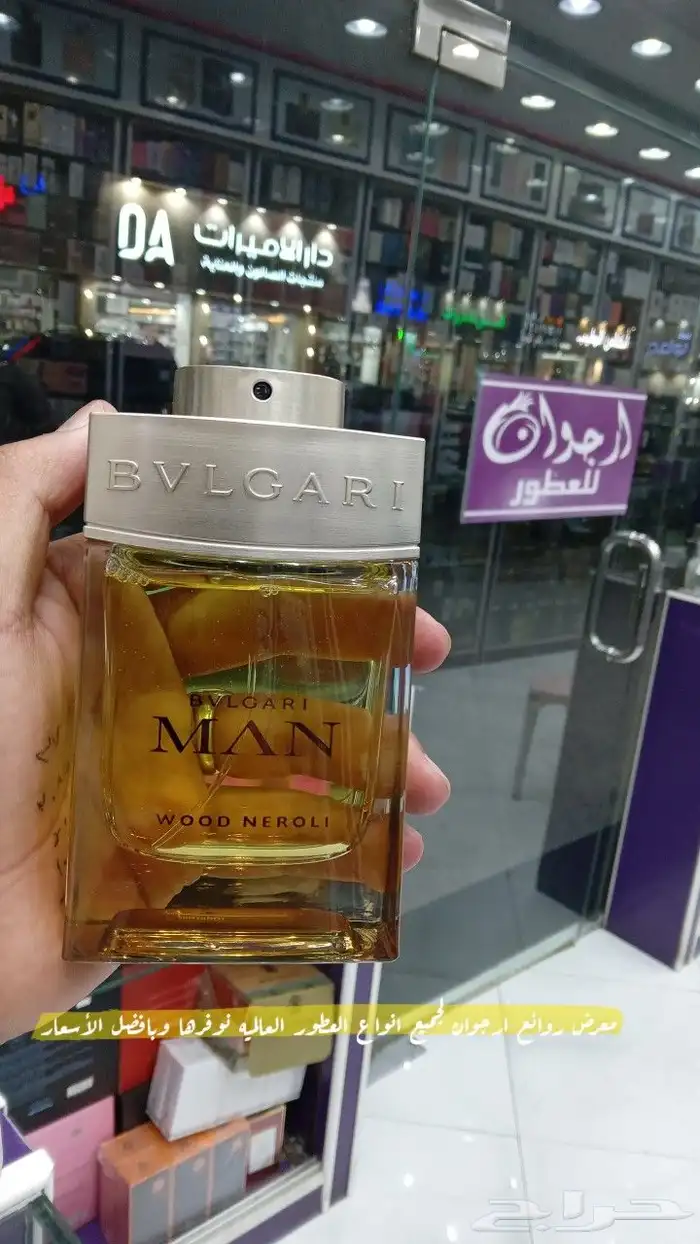 DA
دار الاميرات
BVLGARI
ارجوان
للعطور
BVLGARI
MAN
WOOD NEROLI
معرض روائع ارجوان لجميع انواع العطور العالميه نوفرها وبافضل الأسعار
حراج